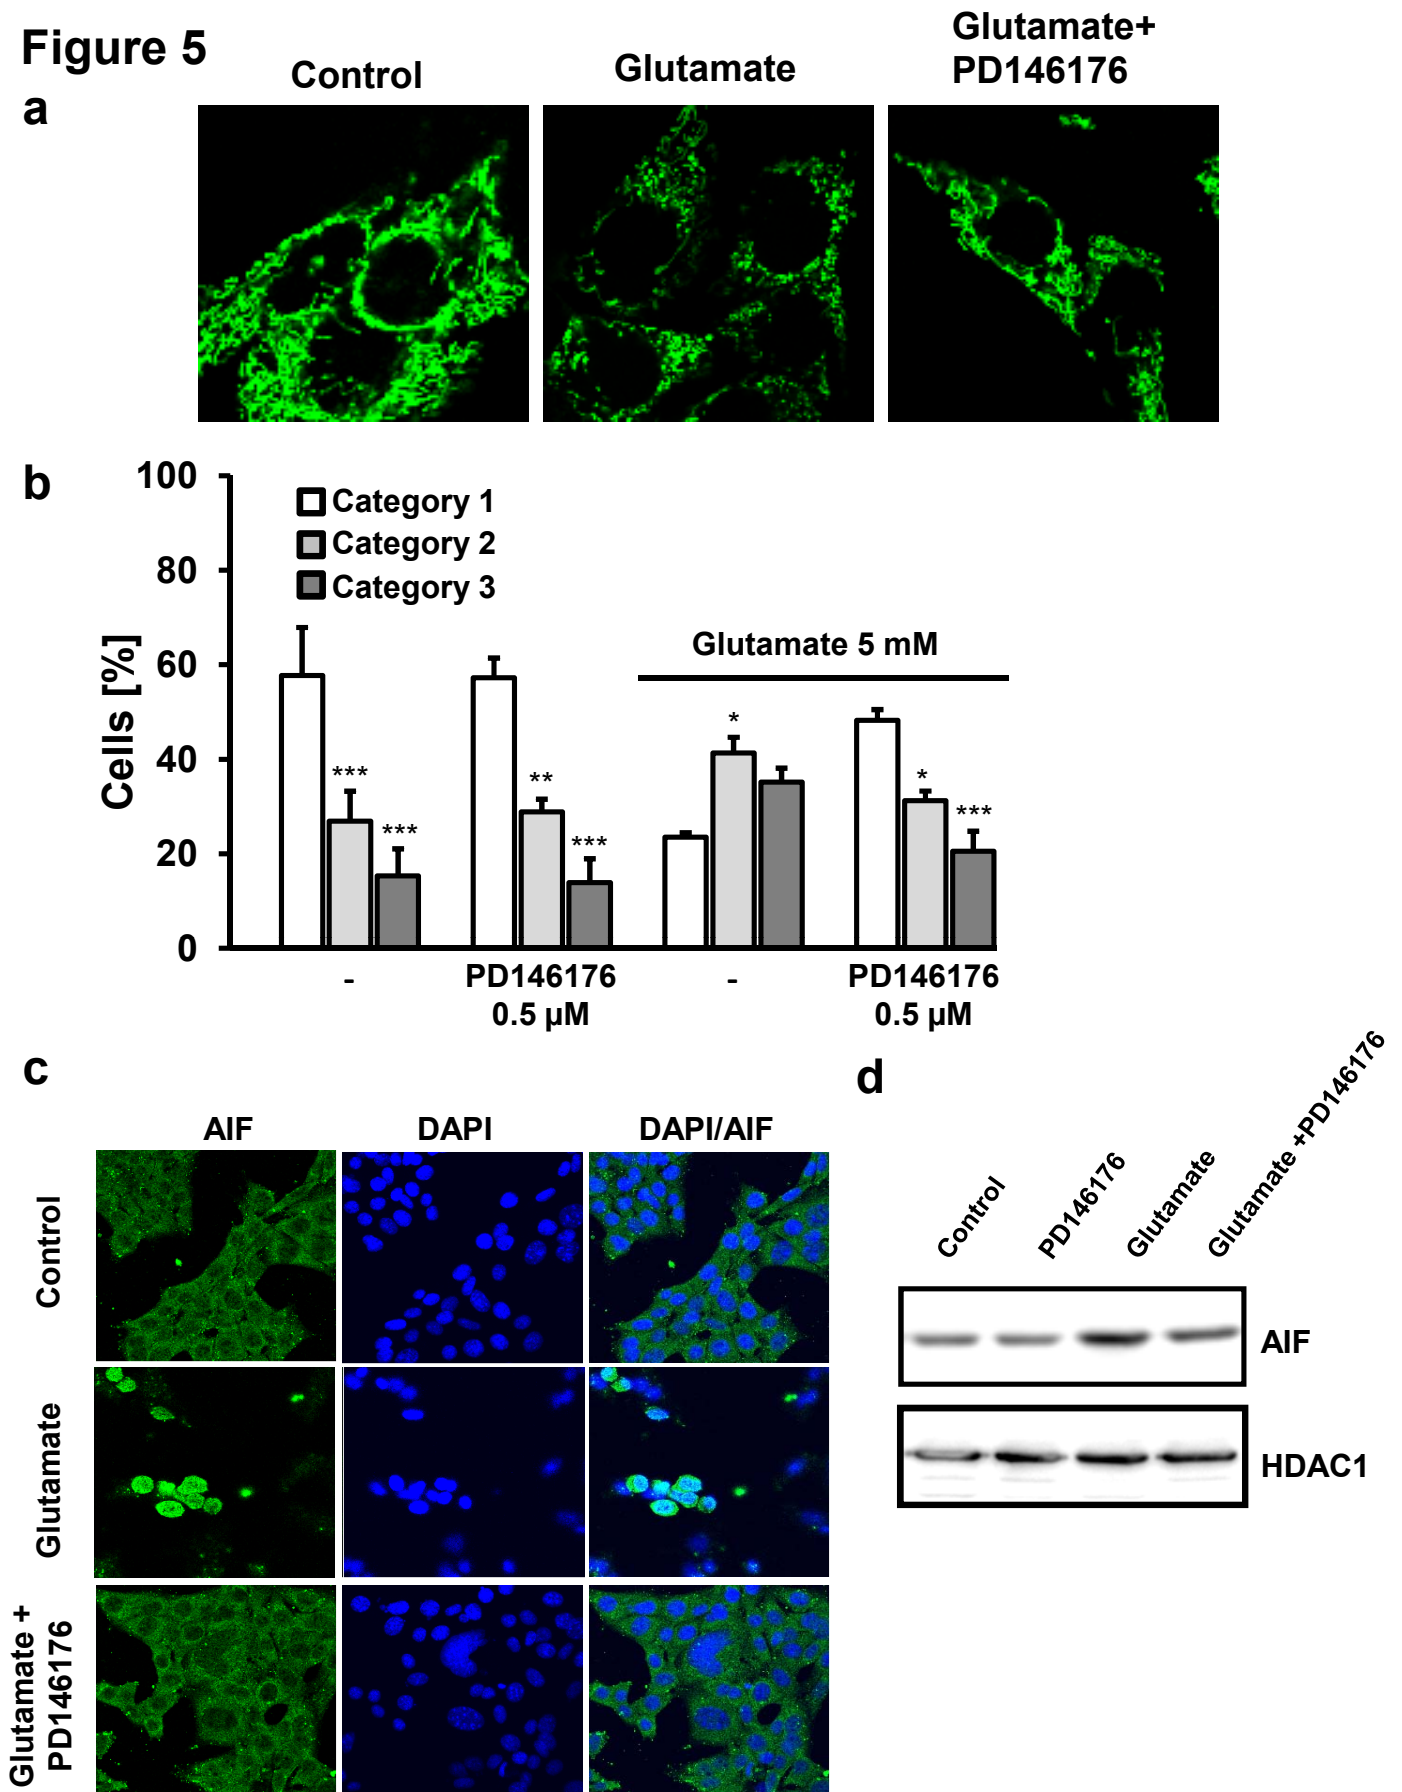 Figure 5
Control
Glutamate
Glutamate+
PD146176
a
b
100
80
60
40
20
0
Cells [%]
Category 1
Category 2
Category 3
Glutamate 5 mM
***
***
**
***
*
*
***
-
PD146176
0.5 µM
-
PD146176
0.5 µM
c
AIF
DAPI
DAPI/AIF
Control
Glutamate
Glutamate +
PD146176
d
Control
PD146176
Glutamate
Glutamate +PD146176
AIF
HDAC1